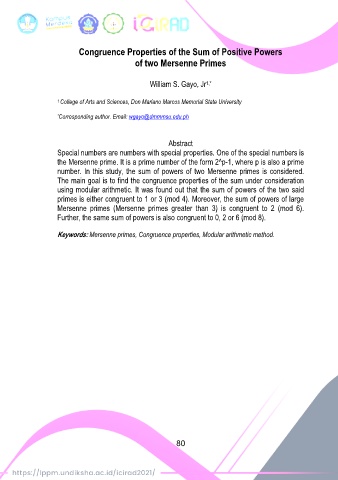 Kampus
Merdeka
iCIRAD
Congruence Properties of the Sum of Positive Powers
of two Mersenne Primes
William S. Gayo, Jr¹,*
¹ College of Arts and Sciences, Don Mariano Marcos Memorial State University
*Corresponding author. Email: wgayo@dmmmsu.edu.ph
Abstract
Special numbers are numbers with special properties. One of the special numbers is
the Mersenne prime. It is a prime number of the form 2^p-1, where p is also a prime
number. In this study, the sum of powers of two Mersenne primes is considered.
The main goal is to find the congruence properties of the sum under consideration
using modular arithmetic. It was found out that the sum of powers of the two said
primes is either congruent to 1 or 3 (mod 4). Moreover, the sum of powers of large
Mersenne primes (Mersenne primes greater than 3) is congruent to 2 (mod 6).
Further, the same sum of powers is also congruent to 0, 2 or 6 (mod 8).
Keywords: Mersenne primes, Congruence properties, Modular arithmetic method.
80
https://lppm.undiksha.ac.id/icirad2021/